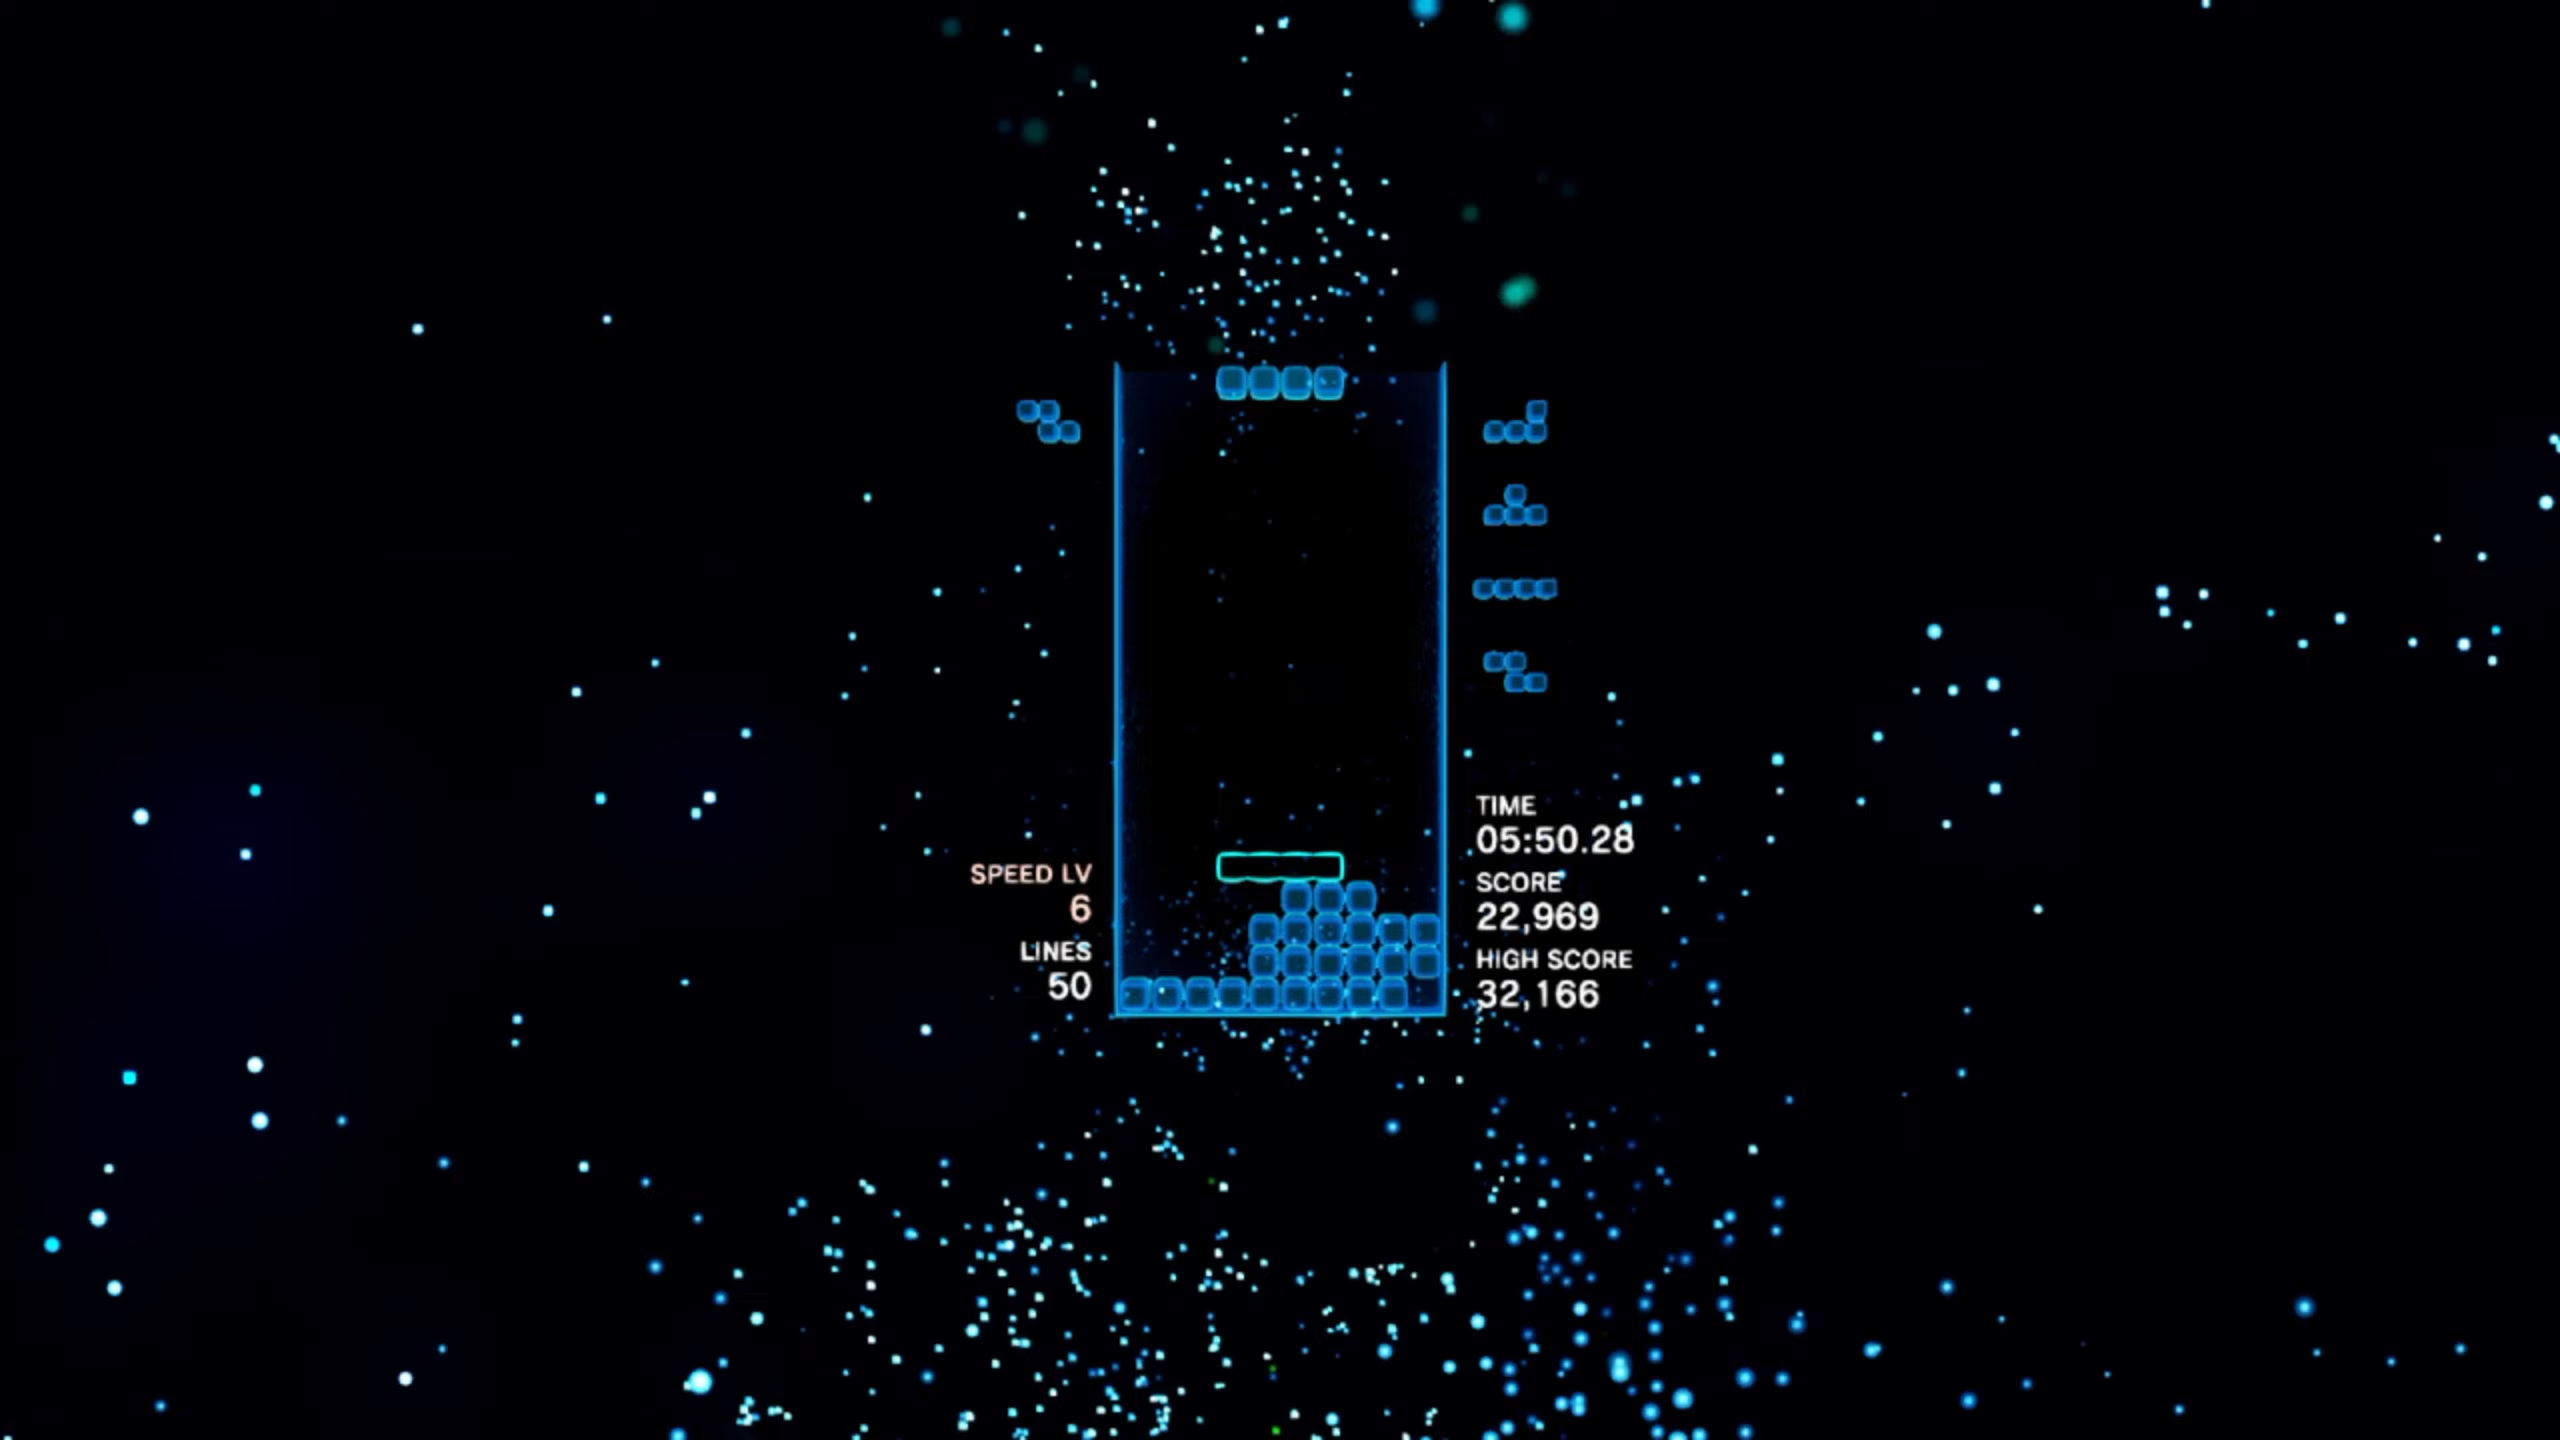 SPEED LV
6
LINES
50
TIME
05:50.28
SCORE
22,969
HIGH SCORE
32,166